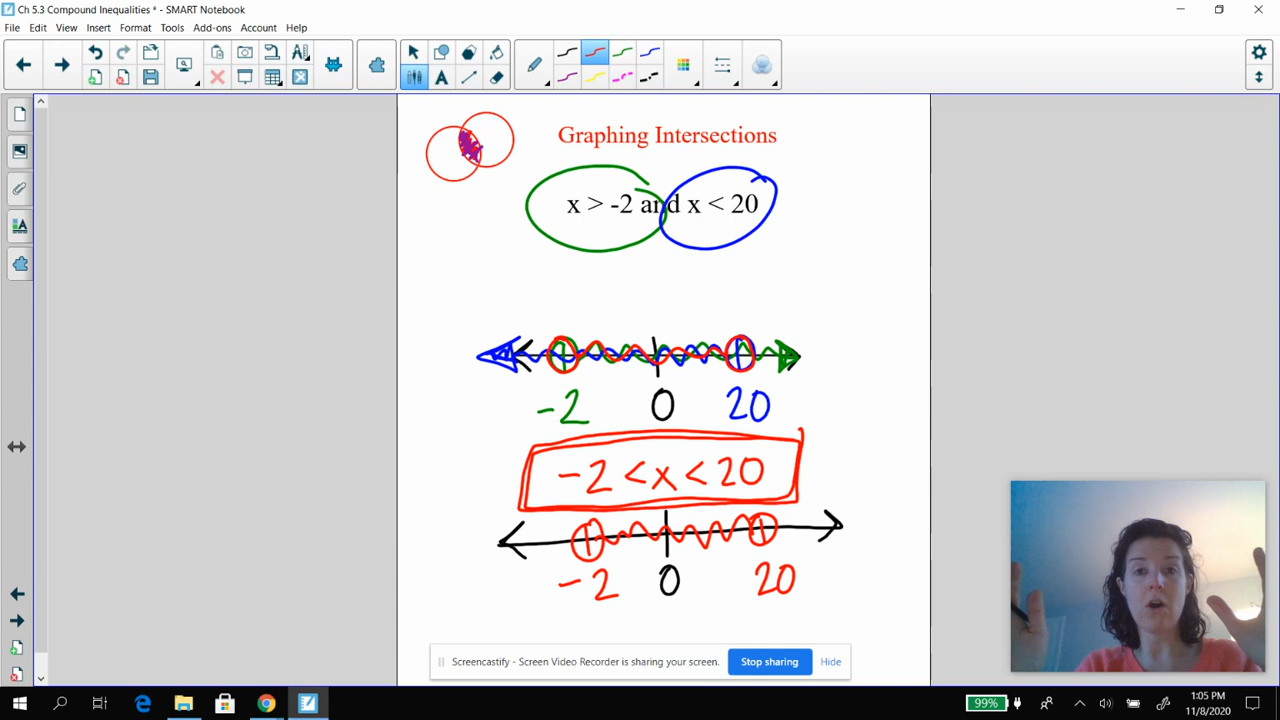 Ch 5.3 Compound Inequalities * - SMART Notebook
File Edit View Insert Format Tools Add-ons Account Help
Graphing Intersections
x > -2 and x < 20
-2 0 20
-2 < x < 20
-2 0 20
Screencastify - Screen Video Recorder is sharing your screen. Stop sharing Hide
99%
1:05 PM
11/8/2020